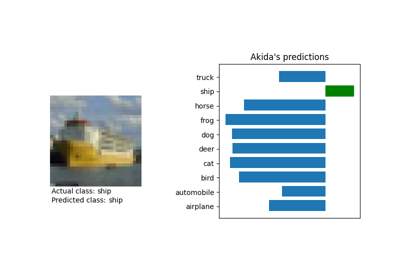 Akida's predictions
truck
ship
horse
frog
dog
deer
cat
bird
automobile
airplane
Actual class: ship
Predicted class: ship